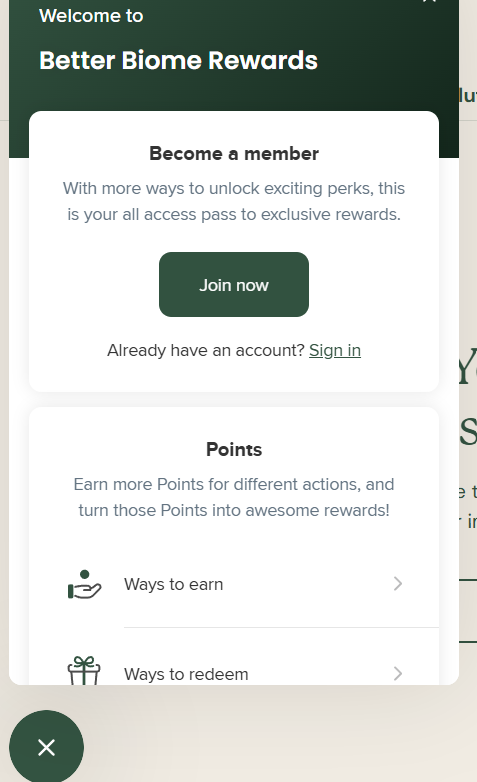 Welcome to
Better Biome Rewards
Become a member
With more ways to unlock exciting perks, this
is your all access pass to exclusive rewards.
Join now
Already have an account? Sign in
Points
Earn more Points for different actions, and
turn those Points into awesome rewards!
Ways to earn
Ways to redeem